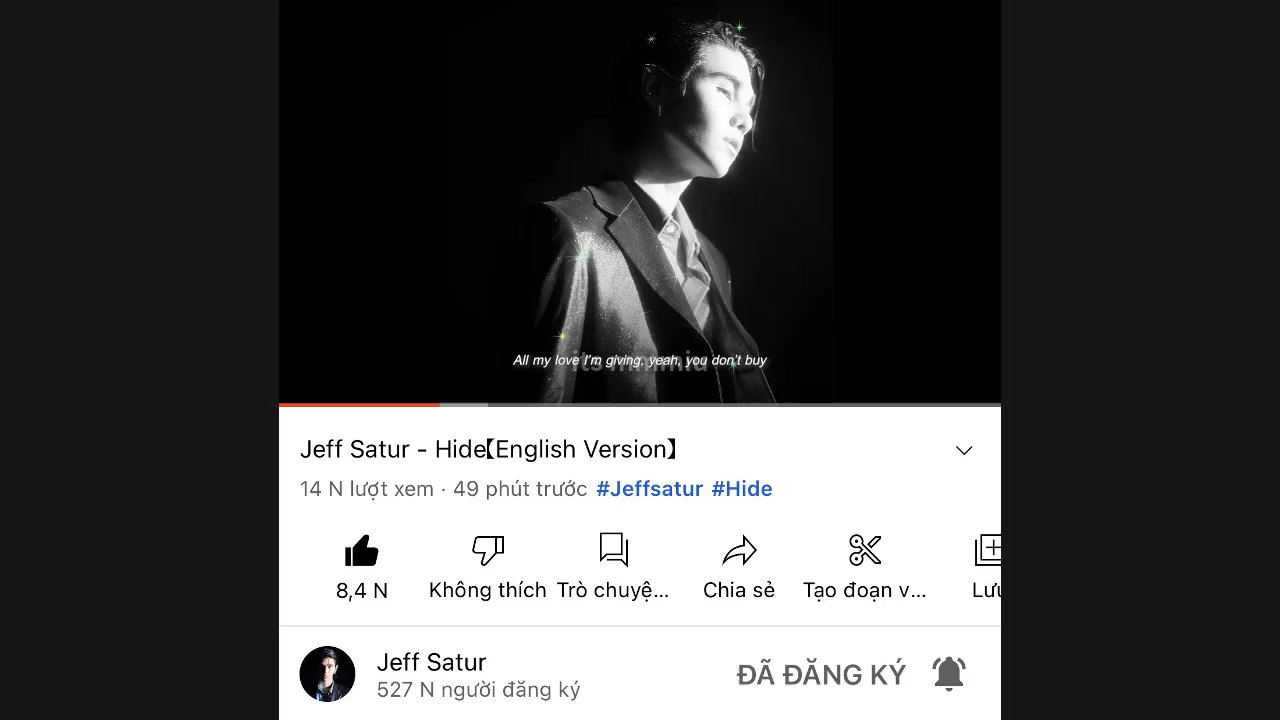 All my love I'm giving, yeah, you don't buy
Jeff Satur - Hide【English Version】
14 N lượt xem · 49 phút trước #Jeffsatur #Hide
8,4 N Không thích Trò chuyệ... Chia sẻ Tạo đoạn v... Lưu
Jeff Satur
527 N người đăng ký
ĐÃ ĐĂNG KÝ